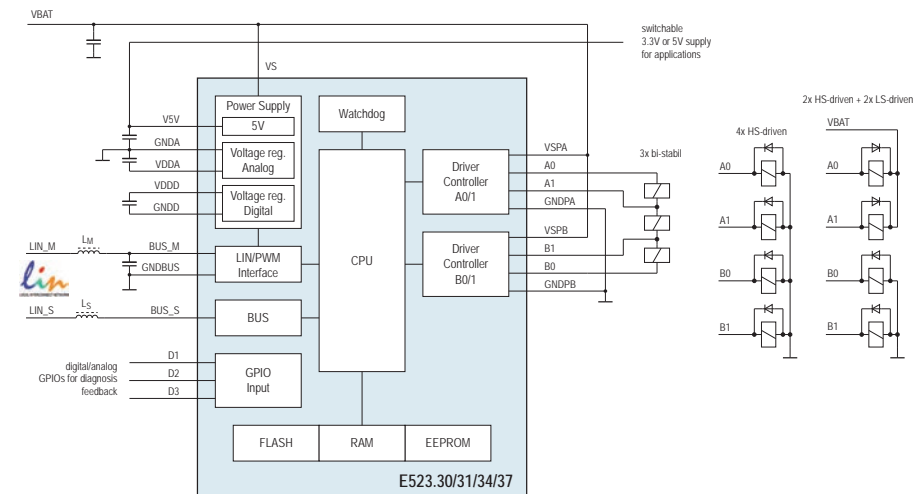 VBAT
switchable
3.3V or 5V supply
for applications
VS
Power Supply
5V
V5V
GNDA
VDDA
Voltage reg.
Analog
VDDD
GNDD
Voltage reg.
Digital
Watchdog
CPU
Driver
Controller
A0/1
VSPA
A0
A1
GNDPA
3x bi-stabil
Driver
Controller
B0/1
VSPB
B1
B0
GNDPB
LIN_M
LM
BUS_M
GNDBUS
LIN/PWM
Interface
lin
LOCAL INTERCONNECT NETWORK
LIN_S
LS
BUS_S
BUS
digital/analog
GPIOs for diagnosis
feedback
D1
D2
D3
GPIO
Input
FLASH
RAM
EEPROM
E523.30/31/34/37
4x HS-driven
A0
A1
B0
B1
2x HS-driven + 2x LS-driven
VBAT
A0
A1
B0
B1